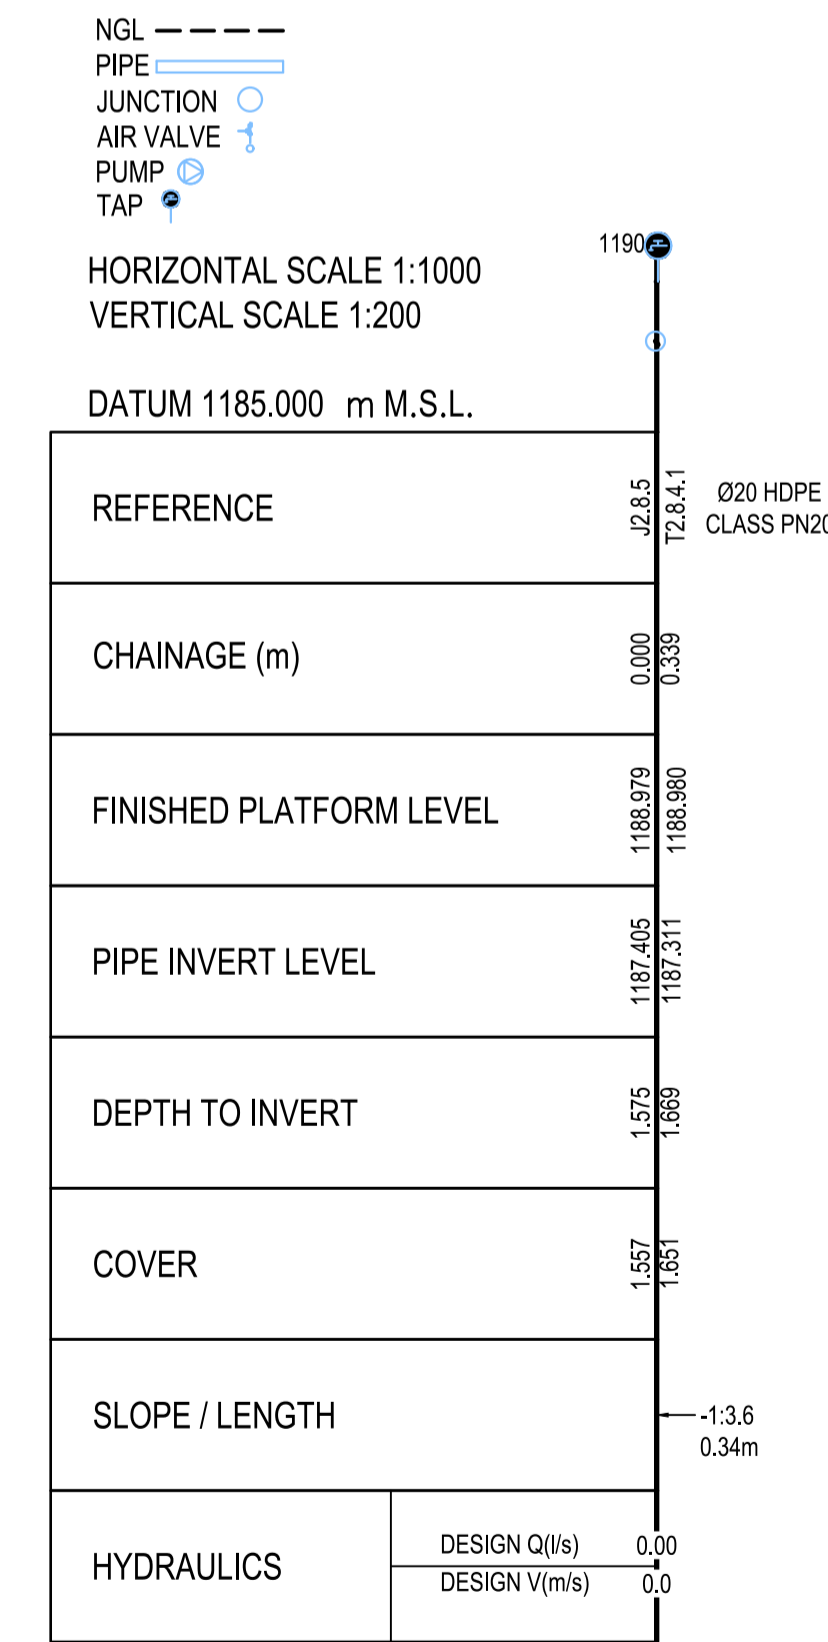 NGL
PIPE
JUNCTION
AIR VALVE
PUMP
TAP
HORIZONTAL SCALE 1:1000
VERTICAL SCALE 1:200
1190
DATUM 1185.000 m M.S.L.
REFERENCE
J2.8.5
T2.8.4.1
Ø20 HDPE
CLASS PN20
CHAINAGE (m)
0.000
0.339
FINISHED PLATFORM LEVEL
1188.979
1188.980
PIPE INVERT LEVEL
1187.405
1187.311
DEPTH TO INVERT
1.575
1.669
COVER
1.557
1.651
SLOPE / LENGTH
-1:3.6
0.34m
HYDRAULICS
DESIGN Q(l/s) 0.00
DESIGN V(m/s) 0.0